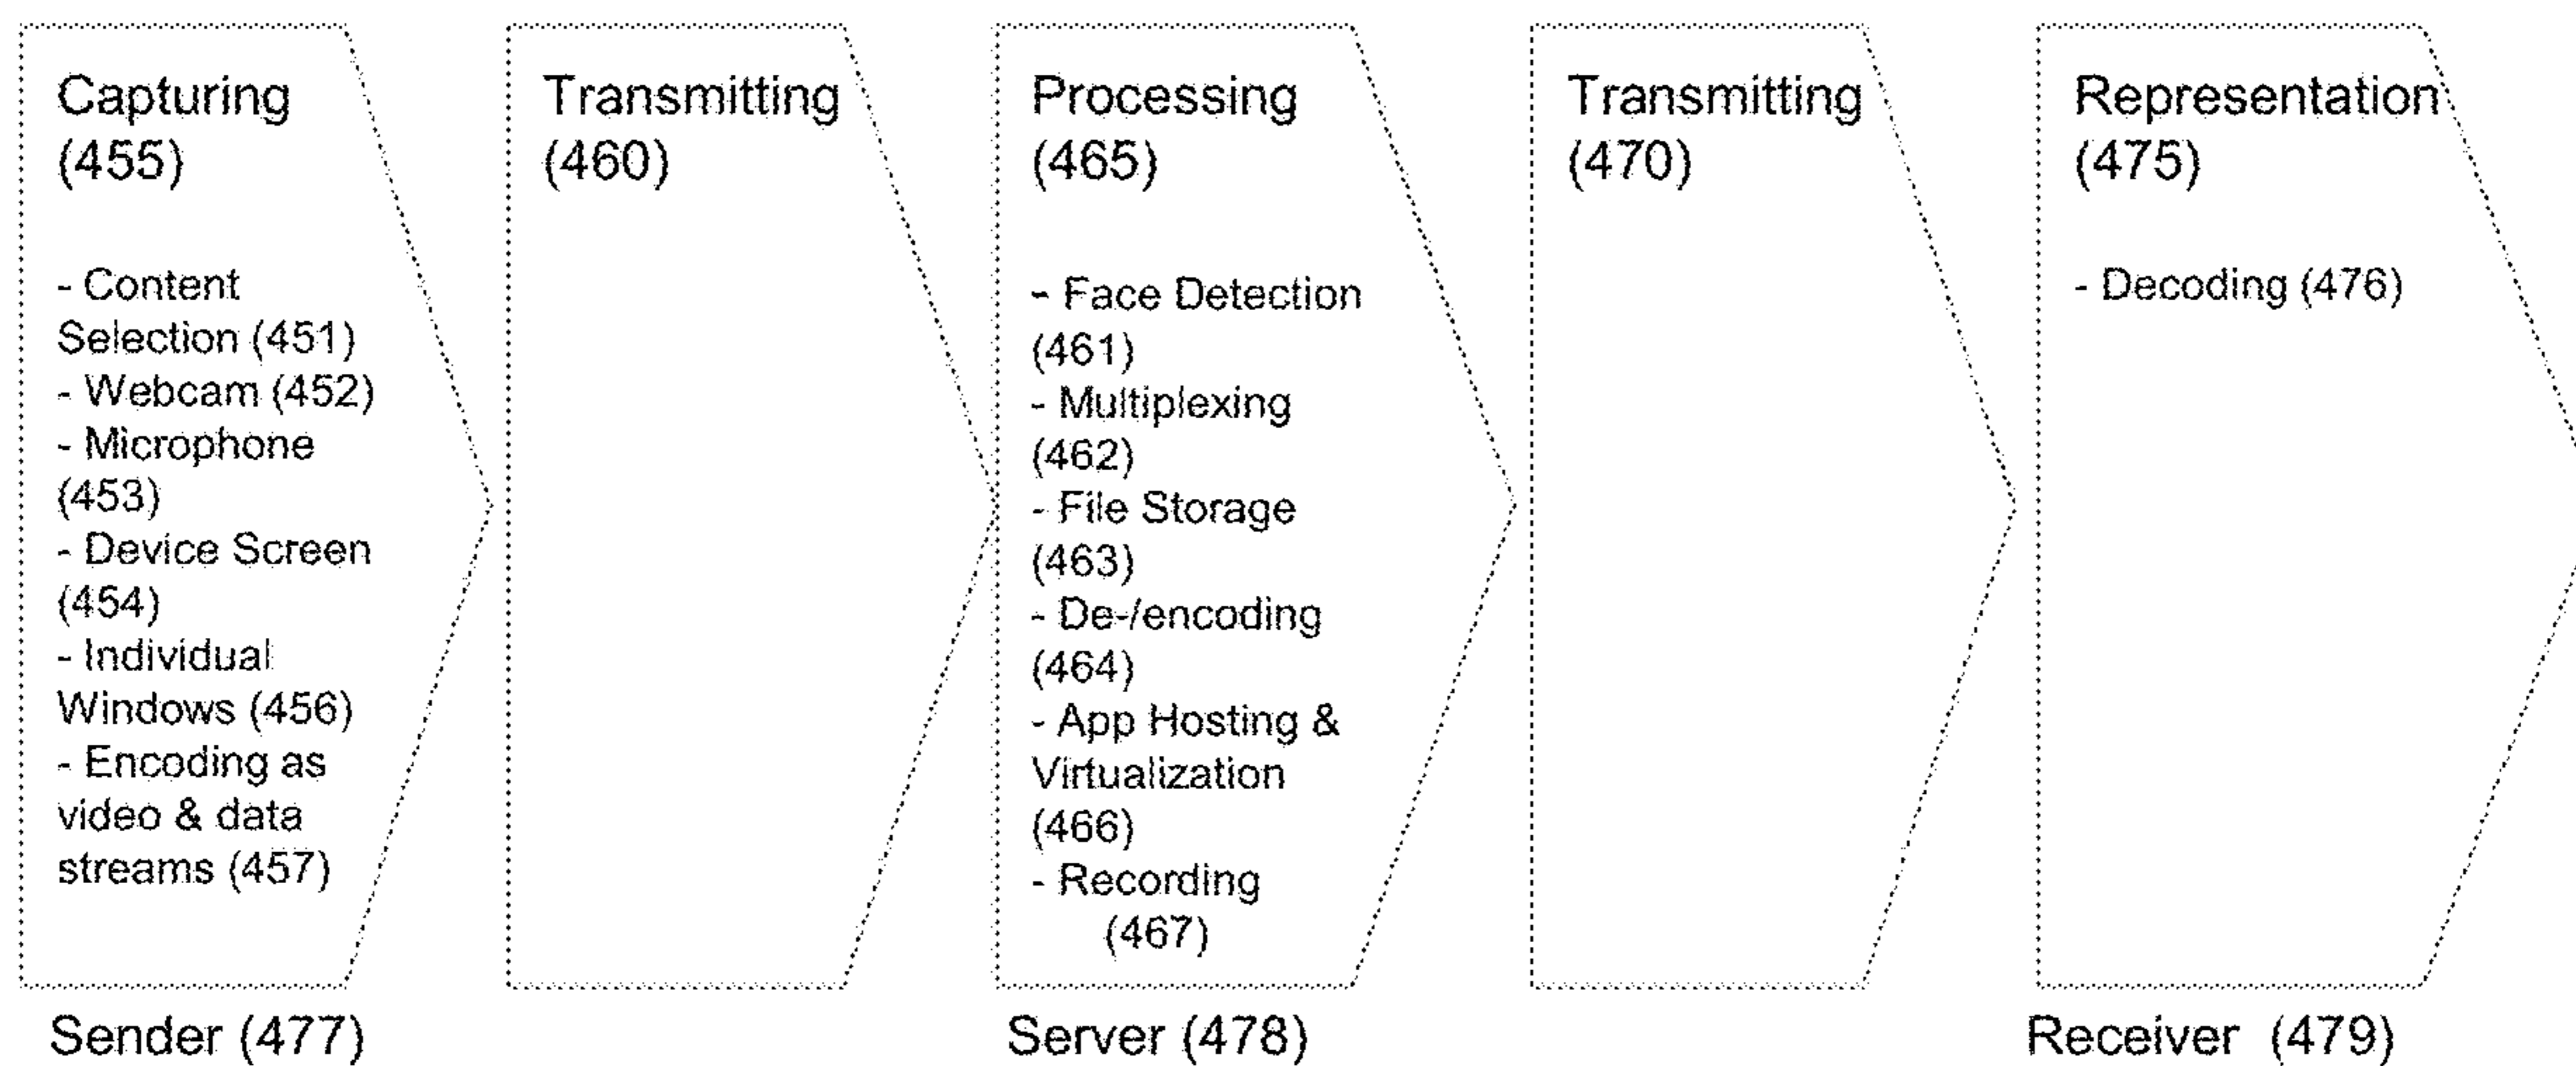 Capturing
(455)
- Content
Selection (451)
- Webcam (452)
- Microphone
(453)
- Device Screen
(454)
- Individual
Windows (456)
- Encoding as
video & data
streams (457)
Sender (477)
Transmitting
(460)
Processing
(465)
- Face Detection
(461)
- Multiplexing
(462)
- File Storage
(463)
- De-/encoding
(464)
- App Hosting &
Virtualization
(466)
- Recording
(467)
Server (478)
Transmitting
(470)
Representation
(475)
- Decoding (476)
Receiver (479)